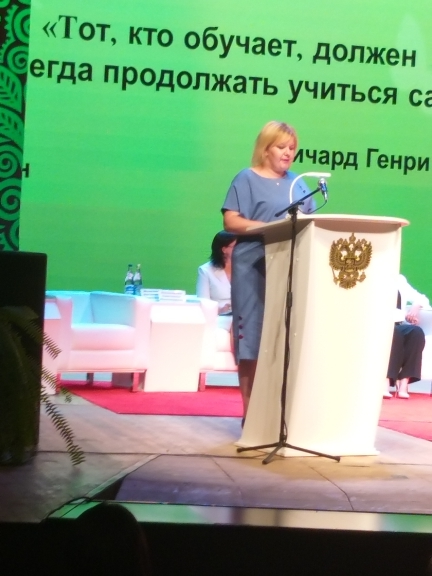 «Тот, кто обучает, должен
егда продолжать учиться са
ичард Генри
н